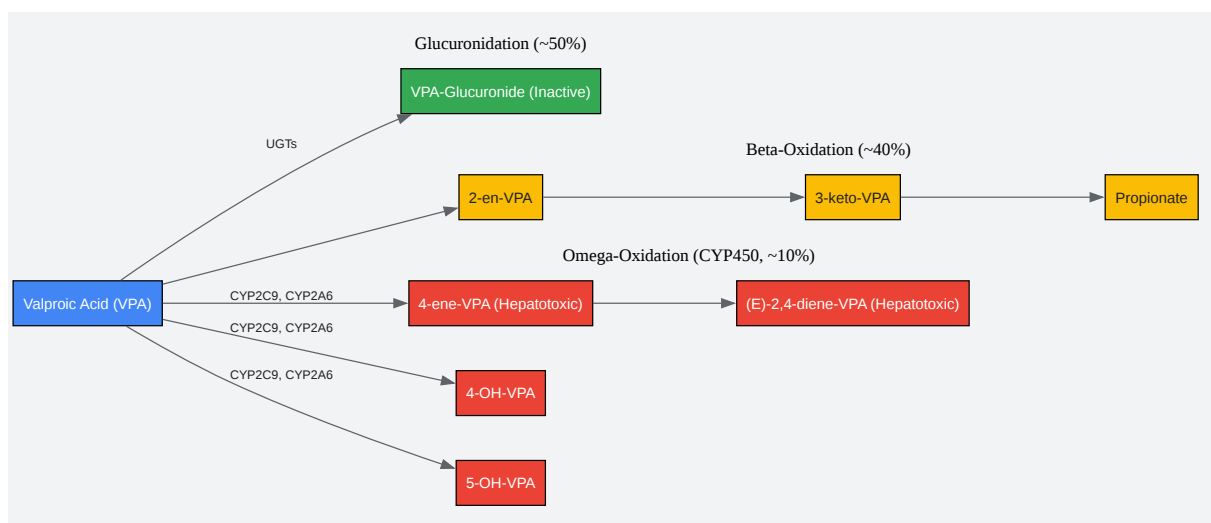 Glucuronidation (~50%)
VPA-Glucuronide (Inactive)
UGTs
Beta-Oxidation (~40%)
2-en-VPA
3-keto-VPA
Propionate
Omega-Oxidation (CYP450, ~10%)
Valproic Acid (VPA)
CYP2C9, CYP2A6
4-ene-VPA (Hepatotoxic)
(E)-2,4-diene-VPA (Hepatotoxic)
CYP2C9, CYP2A6
4-OH-VPA
CYP2C9, CYP2A6
5-OH-VPA